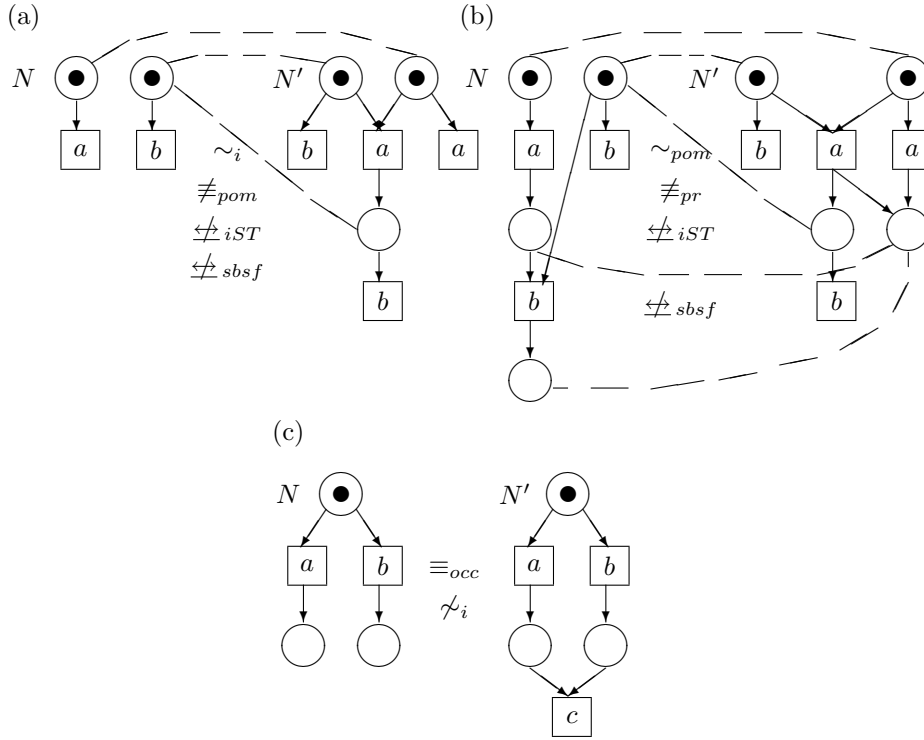 (a)
(b)
N
N′
N
N′
a
b
b
a
a
a
b
b
a
a
∼i
≢pom
↮iST
↮sbsf
∼pom
≢pr
↮iST
b
b
b
↮sbsf
(c)
N
N′
a
b
≡occ
a
b
≁i
c